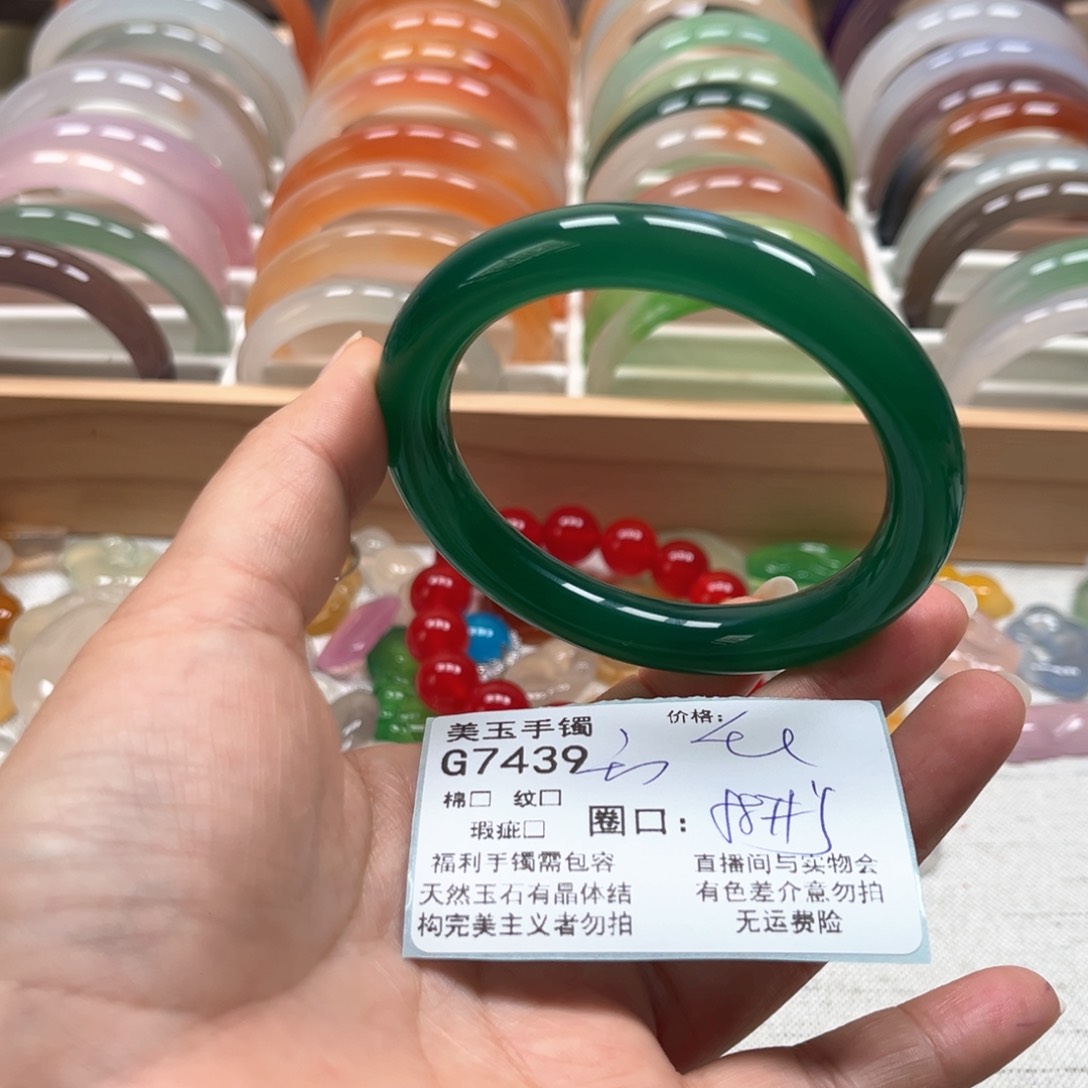 美玉手镯 价格：
G7439
棉□ 纹□
瑕疵□ 圈口：
福利手镯需包容 直播间与实物会
天然玉石有晶体结 有色差介意勿拍
构完美主义者勿拍 无运费险